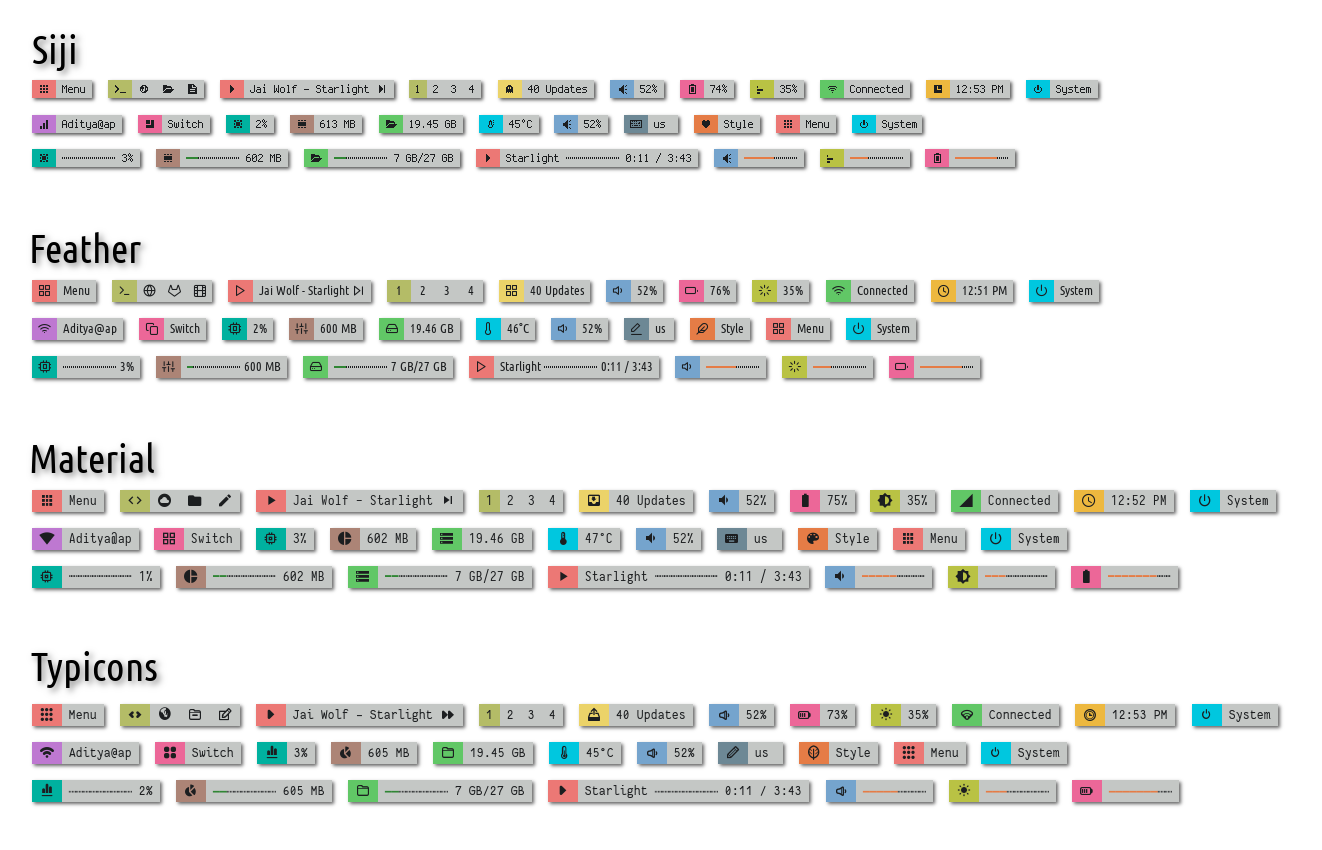 Siji
Menu Jai Wolf - Starlight 1 2 3 4 40 Updates 52% 74% 35% Connected 12:53 PM System
Aditya@ap Switch 2% 613 MB 19.45 GB 45°C 52% us Style Menu System
3% 602 MB 7 GB/27 GB Starlight 0:11 / 3:43
Feather
Menu Jai Wolf - Starlight 1 2 3 4 40 Updates 52% 76% 35% Connected 12:51 PM System
Aditya@ap Switch 2% 600 MB 19.46 GB 46°C 52% us Style Menu System
3% 600 MB 7 GB/27 GB Starlight 0:11 / 3:43
Material
Menu Jai Wolf - Starlight 1 2 3 4 40 Updates 52% 75% 35% Connected 12:52 PM System
Aditya@ap Switch 3% 602 MB 19.46 GB 47°C 52% us Style Menu System
1% 602 MB 7 GB/27 GB Starlight 0:11 / 3:43
Typicons
Menu Jai Wolf - Starlight 1 2 3 4 40 Updates 52% 73% 35% Connected 12:53 PM System
Aditya@ap Switch 3% 605 MB 19.45 GB 45°C 52% us Style Menu System
2% 605 MB 7 GB/27 GB Starlight 0:11 / 3:43